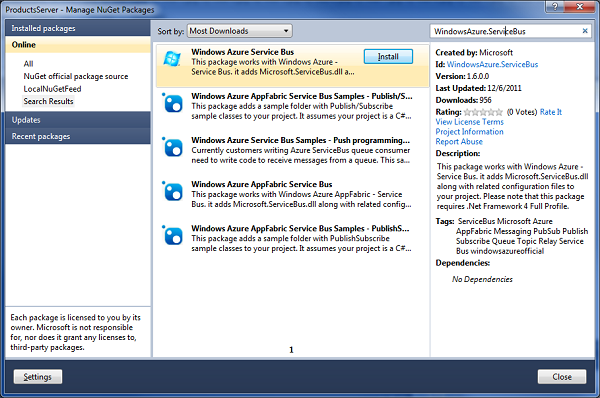 ProductsServer - Manage NuGet Packages
Installed packages
Online
All
NuGet official package source
LocalNuGetFeed
Search Results
Updates
Recent packages
Each package is licensed to you by its
owner. Microsoft is not responsible
for, nor does it grant any licenses to,
third-party packages.
Sort by: Most Downloads
Windows Azure Service Bus
This package works with Windows Azure -
Service Bus. it adds Microsoft.ServiceBus.dll a...
Install
Windows Azure AppFabric Service Bus Samples - Publish/S...
This package adds a sample folder with Publish/Subscribe
sample classes to your project. It assumes your project is a C#...
Windows Azure Service Bus Samples - Push programming...
Currently customers writing Azure ServiceBus queue consumer
need to write code to receive messages from a queue. This sa...
Windows Azure AppFabric Service Bus
This package works with Windows Azure AppFabric - Service
Bus. it adds Microsoft.ServiceBus.dll along with related config...
Windows Azure AppFabric Service Bus Samples - PublishS...
This package adds a sample folder with PublishSubscribe
sample classes to your project. It assumes your project is a C#...
1
WindowsAzure.ServiceBus
Created by: Microsoft
Id: WindowsAzure.ServiceBus
Version: 1.6.0.0
Last Updated: 12/6/2011
Downloads: 956
Rating: (0 Votes) Rate It
View License Terms
Project Information
Report Abuse
Description:
This package works with Windows Azure -
Service Bus. it adds Microsoft.ServiceBus.dll
along with related configuration files to
your project. Please note that this package
requires .Net Framework 4 Full Profile.
Tags: ServiceBus Microsoft Azure
AppFabric Messaging PubSub Publish
Subscribe Queue Topic Relay Service
Bus windowsazureofficial
Dependencies:
No Dependencies
Settings
Close